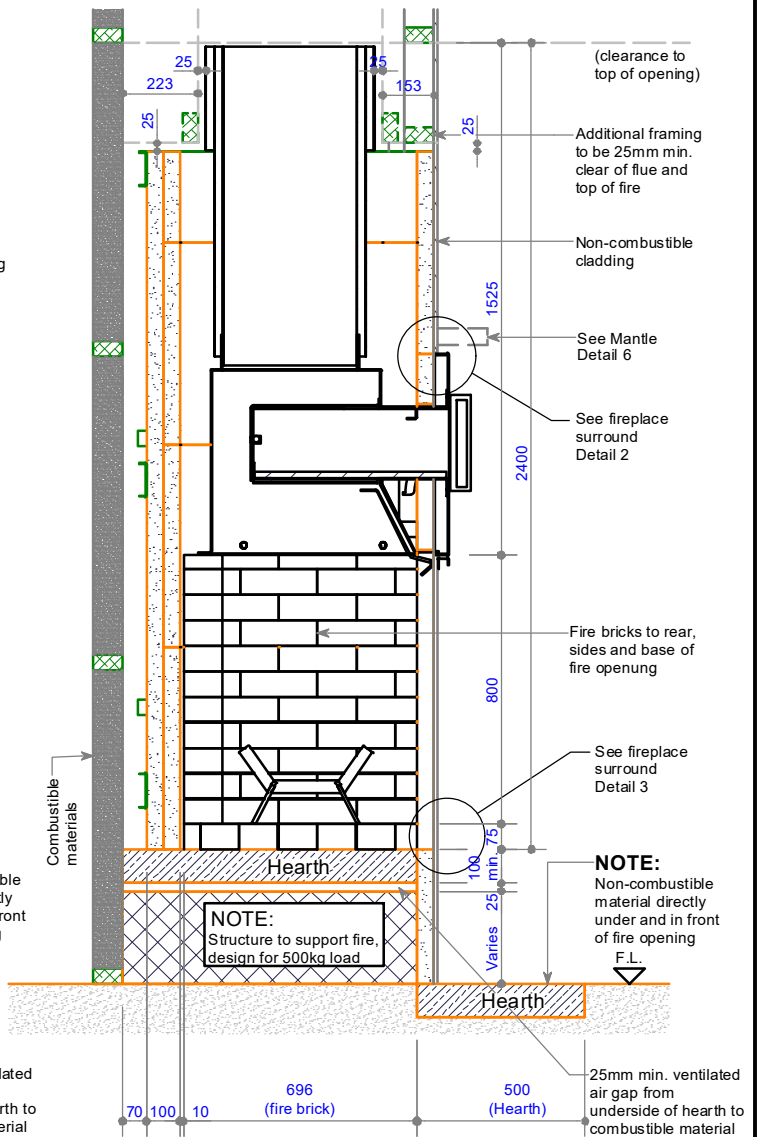 25
25
223
153
(clearance to
top of opening)
25
25
Additional framing
to be 25mm min.
clear of flue and
top of fire
Non-combustible
cladding
1525
See Mantle
Detail 6
See fireplace
surround
Detail 2
2400
Fire bricks to rear,
sides and base of
fire openung
800
See fireplace
surround
Detail 3
Combustible
materials
75
100
min.
25
Varies
Hearth
NOTE:
Structure to support fire,
design for 500kg load
NOTE:
Non-combustible
material directly
under and in front
of fire opening
F.L.
Hearth
25mm min. ventilated
air gap from
underside of hearth to
combustible material
70
100
10
696
(fire brick)
500
(Hearth)